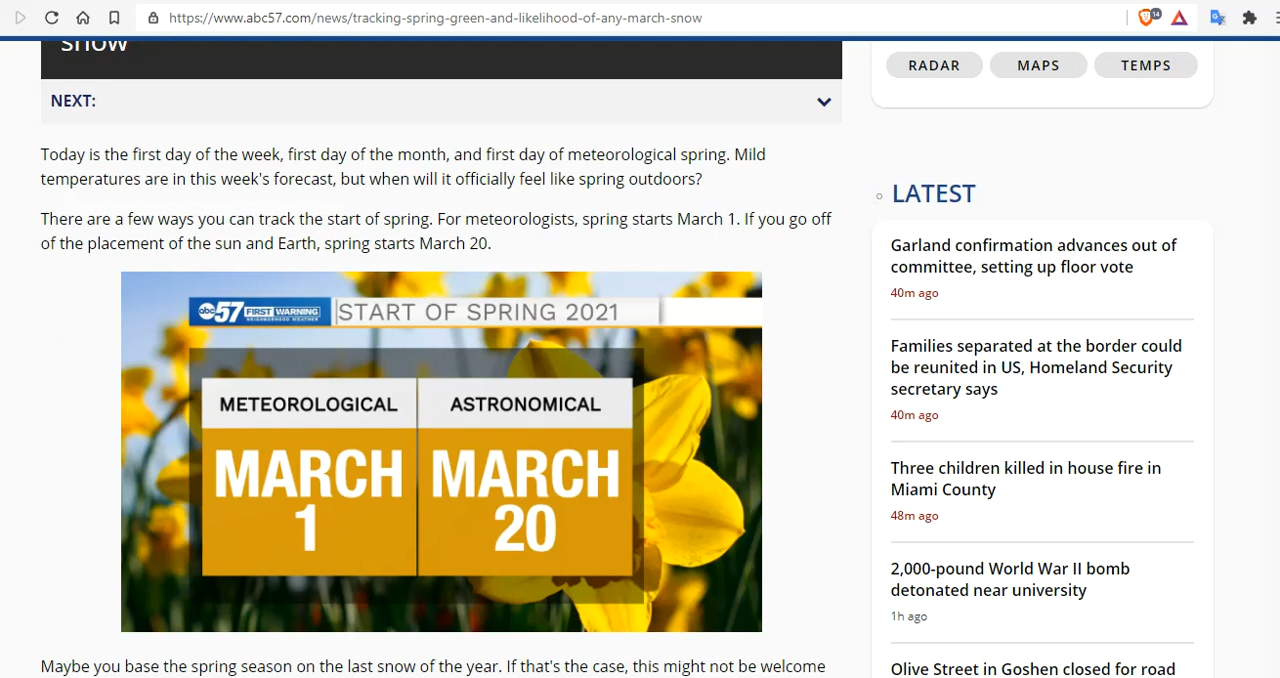 https://www.abc57.com/news/tracking-spring-green-and-likelihood-of-any-march-snow
14
snow
NEXT:
Today is the first day of the week, first day of the month, and first day of meteorological spring. Mild
temperatures are in this week's forecast, but when will it officially feel like spring outdoors?
There are a few ways you can track the start of spring. For meteorologists, spring starts March 1. If you go off
of the placement of the sun and Earth, spring starts March 20.
abc 57 FIRST WARNING
NEIGHBORHOOD WEATHER
START OF SPRING 2021
METEOROLOGICAL
MARCH
1
ASTRONOMICAL
MARCH
20
Maybe you base the spring season on the last snow of the year. If that's the case, this might not be welcome
RADAR
MAPS
TEMPS
LATEST
Garland confirmation advances out of
committee, setting up floor vote
40m ago
Families separated at the border could
be reunited in US, Homeland Security
secretary says
40m ago
Three children killed in house fire in
Miami County
48m ago
2,000-pound World War II bomb
detonated near university
1h ago
Olive Street in Goshen closed for road